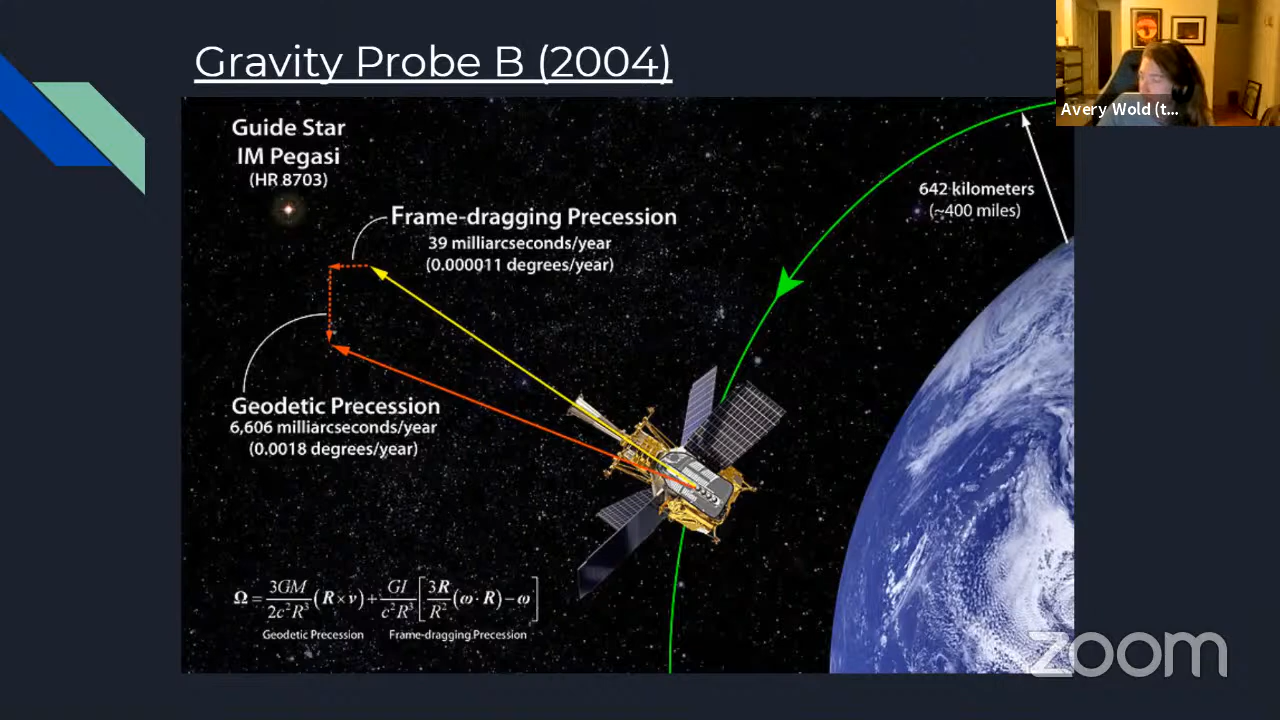 Gravity Probe B (2004)
Avery Wold (t...
Guide Star
IM Pegasi
(HR 8703)
Frame-dragging Precession
39 milliarcseconds/year
(0.000011 degrees/year)
642 kilometers
(~400 miles)
Geodetic Precession
6,606 milliarcseconds/year
(0.0018 degrees/year)
Ω = 3GM/2c²R³ (R × v) + GI/c²R³ [3R/R² (ω · R) − ω]
Geodetic Precession Frame-dragging Precession
zoom